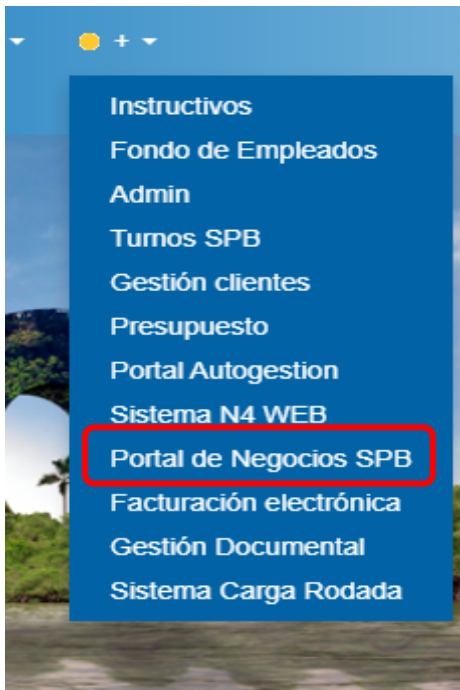 +
Instructivos
Fondo de Empleados
Admin
Turnos SPB
Gestión clientes
Presupuesto
Portal Autogestion
Sistema N4 WEB
Portal de Negocios SPB
Facturación electrónica
Gestión Documental
Sistema Carga Rodada